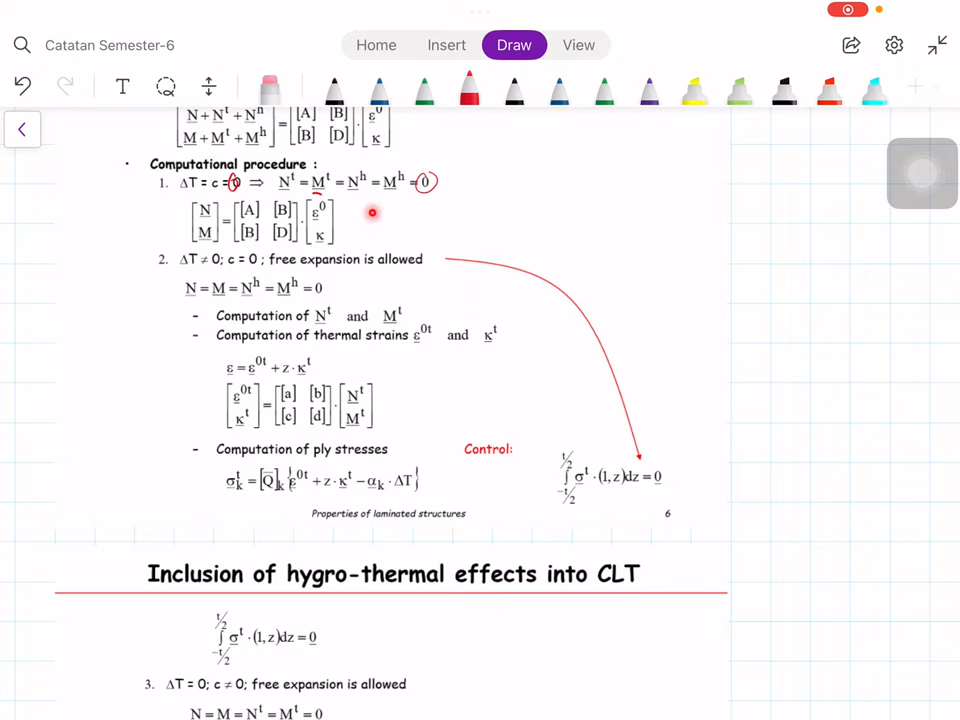 Catatan Semester-6
Home Insert Draw View
T
[N + Nᵗ + Nʰ; M + Mᵗ + Mʰ] = [[A] [B]; [B] [D]] · [ε⁰; κ]
• Computational procedure :
1. ΔT = c = 0 ⇒ Nᵗ = Mᵗ = Nʰ = Mʰ = 0
[N; M] = [[A] [B]; [B] [D]] · [ε⁰; κ]
2. ΔT ≠ 0; c = 0 ; free expansion is allowed
N = M = Nʰ = Mʰ = 0
- Computation of Nᵗ and Mᵗ
- Computation of thermal strains ε⁰ᵗ and κᵗ
ε = ε⁰ᵗ + z · κᵗ
[ε⁰ᵗ; κᵗ] = [[a] [b]; [c] [d]] · [Nᵗ; Mᵗ]
- Computation of ply stresses Control:
σₖᵗ = [Q̄]ₖ {ε⁰ᵗ + z · κᵗ − αₖ · ΔT} ∫₋ₜ/₂ᵗ/² σᵗ · (1, z)dz = 0
Properties of laminated structures 6
Inclusion of hygro-thermal effects into CLT
∫₋ₜ/₂ᵗ/² σᵗ · (1, z)dz = 0
3. ΔT = 0; c ≠ 0; free expansion is allowed
N = M = Nᵗ = Mᵗ = 0